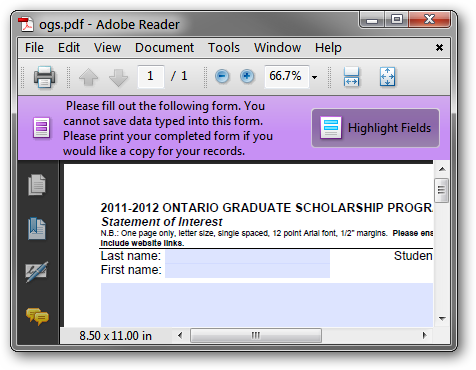 ogs.pdf - Adobe Reader
File Edit View Document Tools Window Help
1 / 1 66.7%
Please fill out the following form. You
cannot save data typed into this form.
Please print your completed form if you
would like a copy for your records.
Highlight Fields
2011-2012 ONTARIO GRADUATE SCHOLARSHIP PROGRA
Statement of Interest
N.B.: One page only, letter size, single spaced, 12 point Arial font, 1/2" margins. Please ens
include website links.
Last name: Studen
First name:
8.50 x 11.00 in